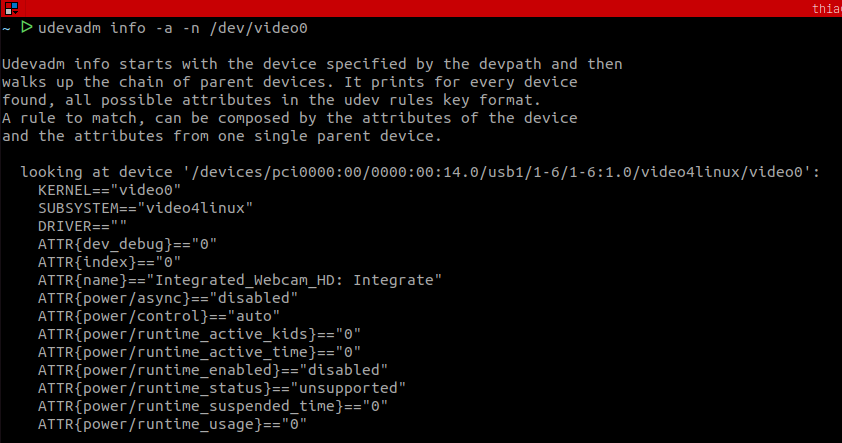 thia
~ ▷ udevadm info -a -n /dev/video0
Udevadm info starts with the device specified by the devpath and then
walks up the chain of parent devices. It prints for every device
found, all possible attributes in the udev rules key format.
A rule to match, can be composed by the attributes of the device
and the attributes from one single parent device.
looking at device '/devices/pci0000:00/0000:00:14.0/usb1/1-6/1-6:1.0/video4linux/video0':
KERNEL=="video0"
SUBSYSTEM=="video4linux"
DRIVER==""
ATTR{dev_debug}=="0"
ATTR{index}=="0"
ATTR{name}=="Integrated_Webcam_HD: Integrate"
ATTR{power/async}=="disabled"
ATTR{power/control}=="auto"
ATTR{power/runtime_active_kids}=="0"
ATTR{power/runtime_active_time}=="0"
ATTR{power/runtime_enabled}=="disabled"
ATTR{power/runtime_status}=="unsupported"
ATTR{power/runtime_suspended_time}=="0"
ATTR{power/runtime_usage}=="0"